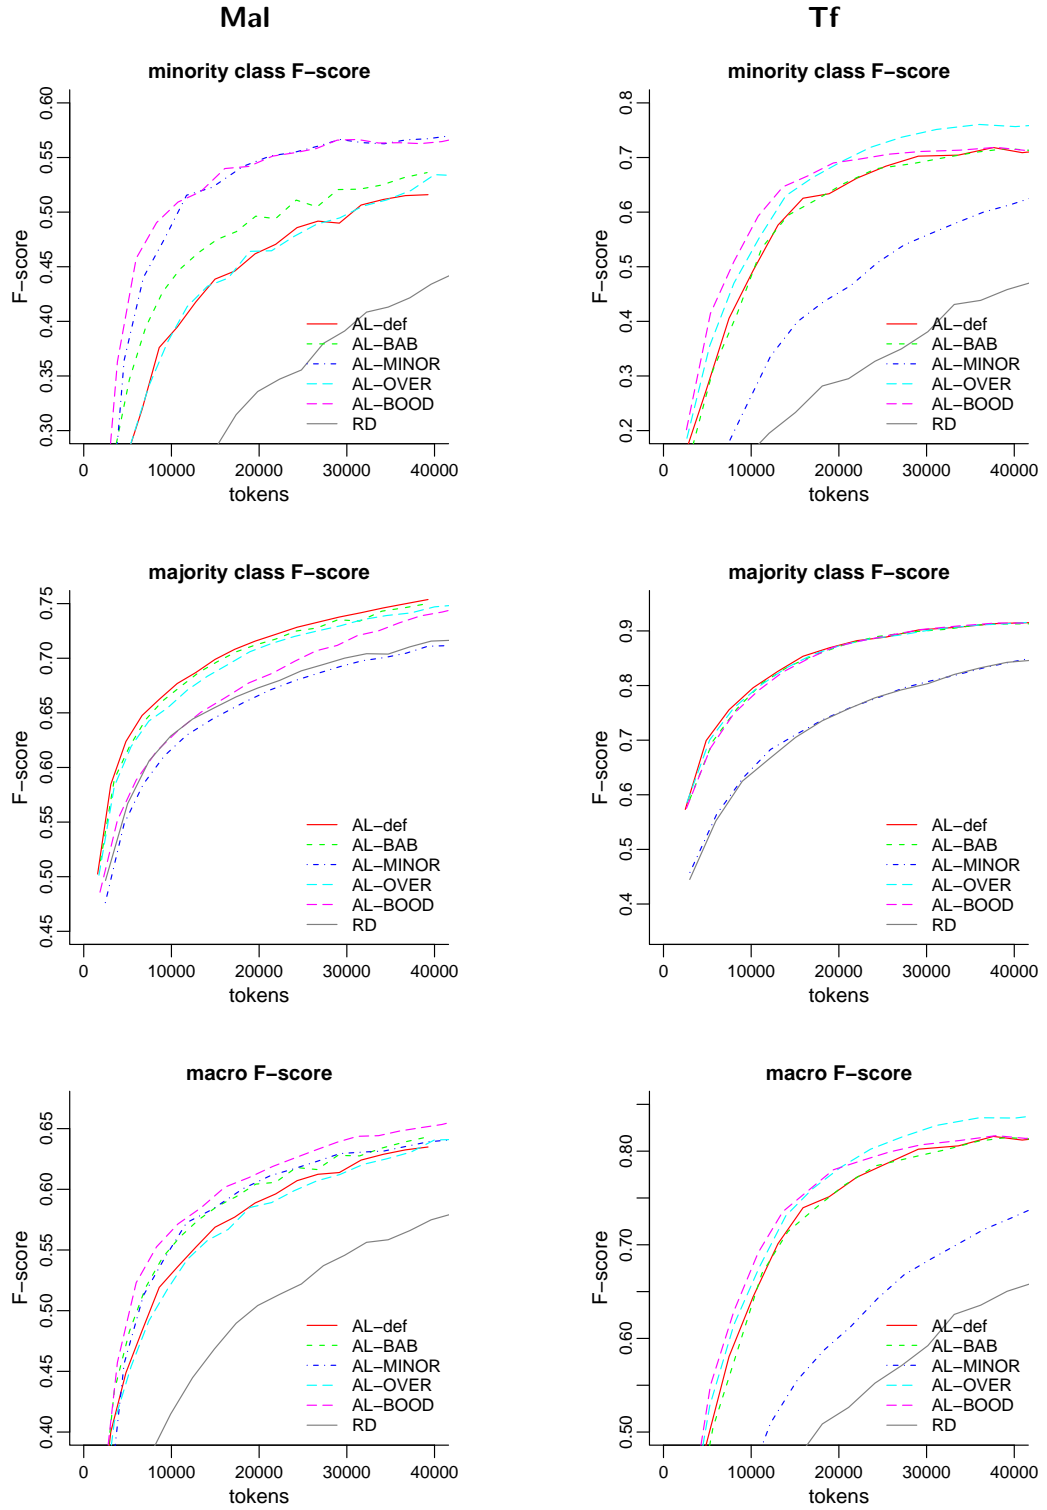 Mal
Tf
minority class F−score
F−score
0.30 0.35 0.40 0.45 0.50 0.55 0.60
AL−def
AL−BAB
AL−MINOR
AL−OVER
AL−BOOD
RD
0 10000 20000 30000 40000
tokens
minority class F−score
F−score
0.2 0.3 0.4 0.5 0.6 0.7 0.8
AL−def
AL−BAB
AL−MINOR
AL−OVER
AL−BOOD
RD
0 10000 20000 30000 40000
tokens
majority class F−score
F−score
0.45 0.50 0.55 0.60 0.65 0.70 0.75
AL−def
AL−BAB
AL−MINOR
AL−OVER
AL−BOOD
RD
0 10000 20000 30000 40000
tokens
majority class F−score
F−score
0.4 0.5 0.6 0.7 0.8 0.9
AL−def
AL−BAB
AL−MINOR
AL−OVER
AL−BOOD
RD
0 10000 20000 30000 40000
tokens
macro F−score
F−score
0.40 0.45 0.50 0.55 0.60 0.65
AL−def
AL−BAB
AL−MINOR
AL−OVER
AL−BOOD
RD
0 10000 20000 30000 40000
tokens
macro F−score
F−score
0.50 0.60 0.70 0.80
AL−def
AL−BAB
AL−MINOR
AL−OVER
AL−BOOD
RD
0 10000 20000 30000 40000
tokens